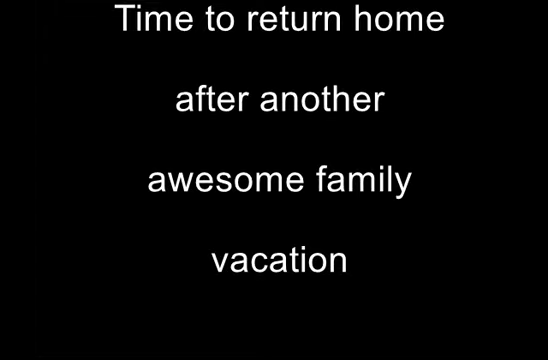 Time to return home
after another
awesome family
vacation